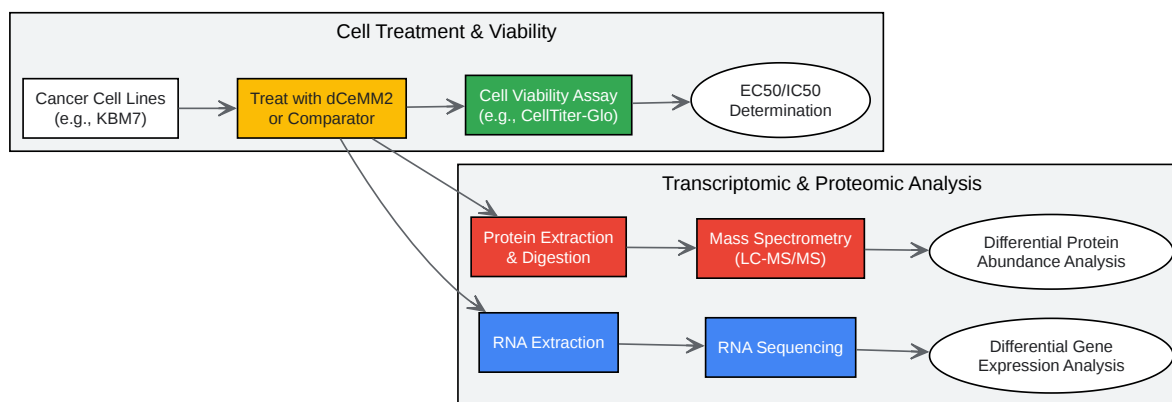 Cell Treatment & Viability
Cancer Cell Lines
(e.g., KBM7)
Treat with dCeMM2
or Comparator
Cell Viability Assay
(e.g., CellTiter-Glo)
EC50/IC50
Determination
Transcriptomic & Proteomic Analysis
Protein Extraction
& Digestion
Mass Spectrometry
(LC-MS/MS)
Differential Protein
Abundance Analysis
RNA Extraction
RNA Sequencing
Differential Gene
Expression Analysis